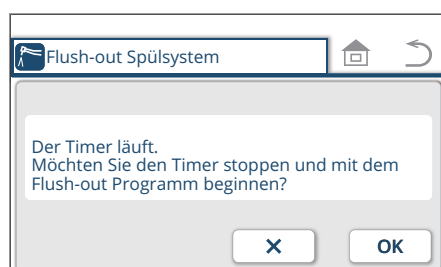 Flush-out Spülsystem
Der Timer läuft.
Möchten Sie den Timer stoppen und mit dem
Flush-out Programm beginnen?
OK